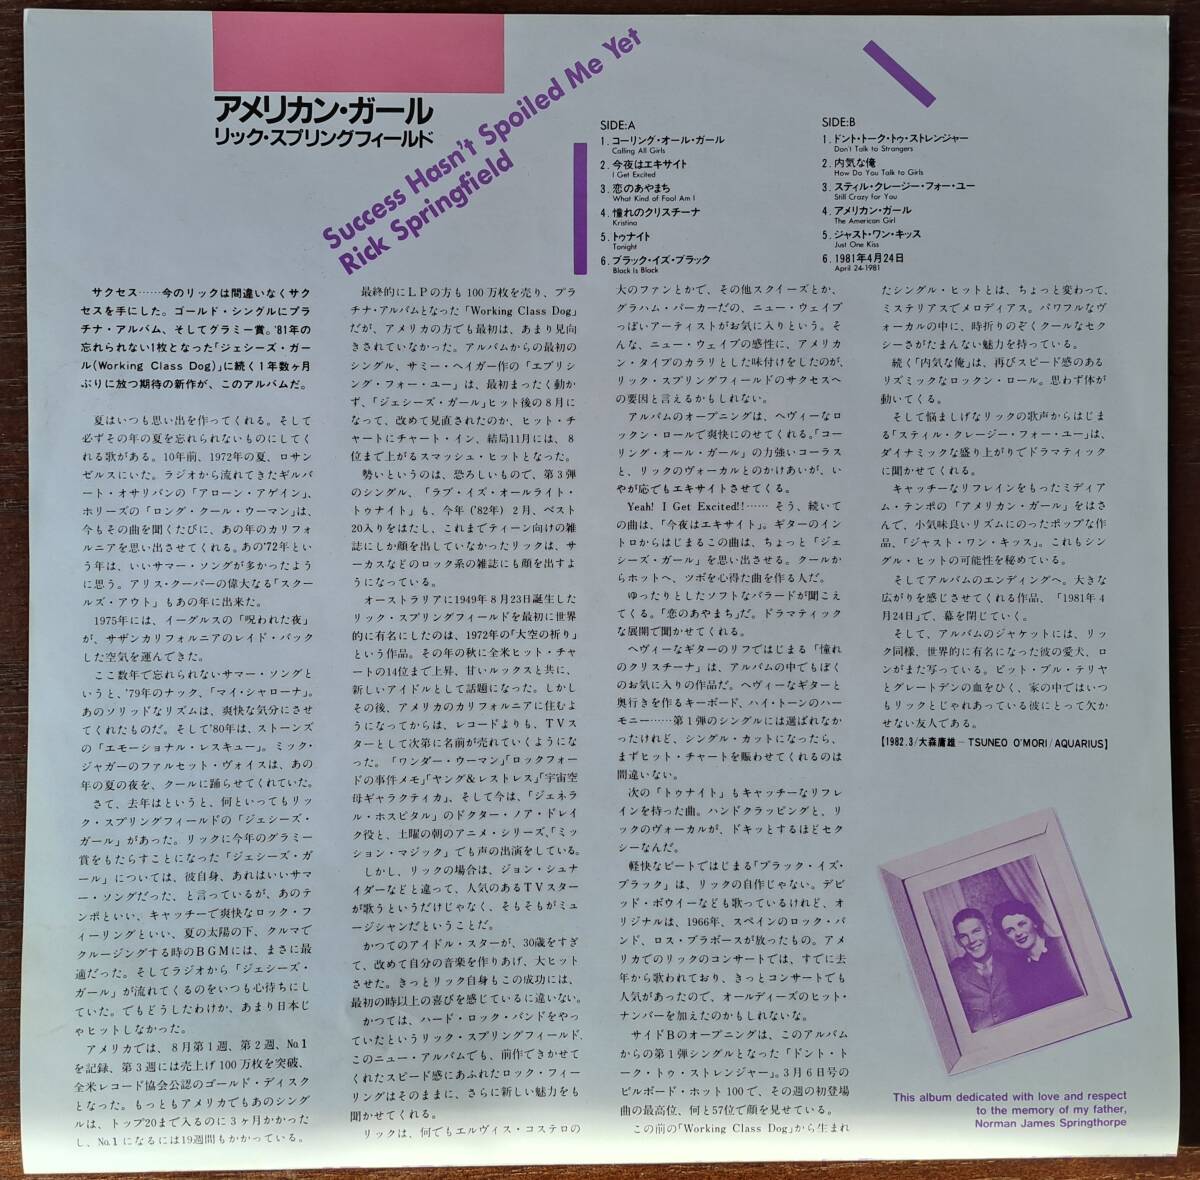 アメリカン・ガール
リック・スプリングフィールド
Success Hasn't Spoiled Me Yet
Rick Springfield
SIDE:A
1.コーリング・オール・ガール
Calling All Girls
2.今夜はエキサイト
I Get Excited
3.恋のあやまち
What Kind of Fool Am I
4.憧れのクリスチーナ
Kristina
5.トゥナイト
Tonight
6.ブラック・イズ・ブラック
Black Is Black
SIDE:B
1.ドント・トーク・トゥ・ストレンジャー
Don't Talk to Strangers
2.内気な俺
How Do You Talk to Girls
3.スティル・クレージー・フォー・ユー
Still Crazy for You
4.アメリカン・ガール
The American Girl
5.ジャスト・ワン・キッス
Just One Kiss
6.1981年4月24日
April 24-1981
サクセス……今のリックは間違いなくサク
セスを手にした。ゴールド・シングルにプラ
チナ・アルバム、そしてグラミー賞。'81年の
忘れられない1枚となった「ジェシーズ・ガー
ル(Working Class Dog)」に続く1年数ヶ月
ぶりに放つ期待の新作が、このアルバムだ。
夏はいつも思い出を作ってくれる。そして
必ずその年の夏を忘れられないものにしてく
れる歌がある。10年前、1972年の夏、ロサン
ゼルスにいた。ラジオから流れてきたギルバ
ート・オサリバンの「アローン・アゲイン」、
ホリーズの「ロング・クール・ウーマン」は、
今もその曲を聞くたびに、あの年のカリフォ
ルニアを思い出させてくれる。あの'72年とい
う年は、いいサマー・ソングが多かったよう
に思う。アリス・クーパーの偉大なる「スクー
ルズ・アウト」もあの年に出来た。
1975年には、イーグルスの「呪われた夜」
が、サザンカリフォルニアのレイド・バック
した空気を運んできた。
ここ数年で忘れられないサマー・ソングと
いうと、'79年のナック、「マイ・シャローナ」。
あのソリッドなリズムは、爽快な気分にさせ
てくれたものだ。そして'80年は、ストーンズ
の「エモーショナル・レスキュー」。ミック・
ジャガーのファルセット・ヴォイスは、あの
年の夏の夜を、クールに踊らせてくれていた。
さて、去年はというと、何といってもリッ
ク・スプリングフィールドの「ジェシーズ・
ガール」があった。リックに今年のグラミー
賞をもたらすことになった「ジェシーズ・ガ
ール」については、彼自身、あれはいいサマ
ー・ソングだった、と言っているが、あのテ
ンポといい、キャッチーで爽快なロック・フ
ィーリングといい、夏の太陽の下、クルマで
クルージングする時のBGMには、まさに最
適だった。そしてラジオから「ジェシーズ・
ガール」が流れてくるのをいつも心待ちにし
ていた。でもどうしたわけか、あまり日本じ
ゃヒットしなかった。
アメリカでは、8月第1週、第2週、No.1
を記録、第3週には売上げ100万枚を突破、
全米レコード協会公認のゴールド・ディスク
となった。もっともアメリカでもあのシング
ルは、トップ20まで入るのに3ヶ月かかった
し、No.1になるには19週間もかかっている。
最終的にLPの方も100万枚を売り、プラ
チナ・アルバムとなった「Working Class Dog」
だが、アメリカの方でも最初は、あまり見向
きされていなかった。アルバムからの最初の
シングル、サミー・ヘイガー作の「エブリシ
ング・フォー・ユー」は、最初まったく動か
ず、「ジェシーズ・ガール」ヒット後の8月に
なって、改めて見直されたのか、ヒット・チ
ャートにチャート・イン、結局11月には、8
位まで上がるスマッシュ・ヒットとなった。
勢いというのは、恐ろしいもので、第3弾
のシングル、「ラブ・イズ・オールライト・
トゥナイト」も、今年('82年)2月、ベスト
20入りをはたし、これまでティーン向けの雑
誌にしか顔を出していなかったリックは、サ
ーカスなどのロック系の雑誌にも顔を出すよ
うになっている。
オーストラリアに1949年8月23日誕生した
リック・スプリングフィールドを最初に世界
的に有名にしたのは、1972年の「大空の祈り」
という作品。その年の秋に全米ヒット・チャ
ートの14位まで上昇、甘いルックスと共に、
新しいアイドルとして話題になった。しかし
その後、アメリカのカリフォルニアに住むよ
うになってからは、レコードよりも、TVス
ターとして次第に名前が売れていくようにな
った。「ワンダー・ウーマン」「ロックフォー
ドの事件メモ」「ヤング&レストレス」「宇宙空
母ギャラクティカ」、そして今は、「ジェネラ
ル・ホスピタル」のドクター・ノア・ドレイ
ク役と、土曜の朝のアニメ・シリーズ、「ミッ
ション・マジック」でも声の出演をしている。
しかし、リックの場合は、ジョン・シュナ
イダーなどと違って、人気のあるTVスター
が歌うというだけじゃなく、そもそもがミュ
ージシャンだということだ。
かつてのアイドル・スターが、30歳をすぎ
て、改めて自分の音楽を作りあげ、大ヒット
させた。きっとリック自身もこの成功には、
最初の時以上の喜びを感じているに違いない。
かつては、ハード・ロック・バンドをやっ
ていたというリック・スプリングフィールド、
このニュー・アルバムでも、前作できかせて
くれたスピード感にあふれたロック・フィー
リングはそのままに、さらに新しい魅力をも
聞かせてくれる。
リックは、何でもエルヴィス・コステロの
大のファンとかで、その他スクイーズとか、
グラハム・パーカーだの、ニュー・ウェイブ
っぽいアーティストがお気に入りという。そ
んな、ニュー・ウェイブの感性に、アメリカ
ン・タイプのカラリとした味付けをしたのが、
リック・スプリングフィールドのサクセスへ
の要因と言えるかもしれない。
アルバムのオープニングは、ヘヴィーなロ
ックン・ロールで爽快にのせてくれる。「コー
リング・オール・ガール」の力強いコーラス
と、リックのヴォーカルとのかけあいが、い
やが応でもエキサイトさせてくる。
Yeah! I Get Excited!!……そう、続いて
の曲は、「今夜はエキサイト」。ギターのイン
トロからはじまるこの曲は、ちょっと「ジェ
シーズ・ガール」を思い出せる。クールか
らホットへ、ツボを心得た曲を作る人だ。
ゆったりとしたソフトなバラードが聞こえ
てくる。「恋のあやまち」だ。ドラマティック
な展開で聞かせてくれる。
ヘヴィーなギターのリフではじまる「憧れ
のクリスチーナ」は、アルバムの中でもぼく
のお気に入りの作品だ。ヘヴィーなギターと
奥行きを作るキーボード、ハイ・トーンのハー
モニー……第1弾のシングルには選ばれなか
ったけれど、シングル・カットになったら、
まずヒット・チャートを賑わせてくれるのは
間違いない。
次の「トゥナイト」もキャッチーなリフレ
インを持った曲。ハンドクラッピングと、リ
ックのヴォーカルが、ドキッとするほどセク
シーなんだ。
軽快なビートではじまる「ブラック・イズ・
ブラック」は、リックの自作じゃない。デビ
ッド・ボウイーなども歌っているけれど、オ
リジナルは、1966年、スペインのロック・バ
ンド、ロス・ブラボースが放ったもの。アメ
リカでのリックのコンサートでは、すでに去
年から歌われており、きっとコンサートでも
人気があったので、オールディーズのヒット・
ナンバーを加えたのかもしれないな。
サイドBのオープニングは、このアルバム
からの第1弾シングルとなった「ドント・ト
ーク・トゥ・ストレンジャー」。3月6日号の
ビルボード・ホット100で、その週の初登場
曲の最高位、何と57位で顔を見せている。
この前の「Working Class Dog」から生まれ
たシングル・ヒットとは、ちょっと変わって、
ミステリアスでメロディアス。パワフルなヴ
ォーカルの中に、時折りのぞくクールなセク
シーさがたまんない魅力を持っている。
続く「内気な俺」は、再びスピード感のある
リズミックなロックン・ロール。思わず体が
動いてくる。
そして悩ましげなリックの歌声からはじま
る「スティル・クレージー・フォー・ユー」は、
ダイナミックな盛り上がりでドラマティック
に聞かせてくれる。
キャッチーなリフレインをもったミディア
ム・テンポの「アメリカン・ガール」をはさ
んで、小気味良いリズムにのったポップな作
品、「ジャスト・ワン・キッス」。これもシン
グル・ヒットの可能性を秘めている。
そしてアルバムのエンディングへ。大きな
広がりを感じさせてくれる作品、「1981年4
月24日」で、幕を閉じていく。
そして、アルバムのジャケットには、リッ
ク同様、世界的に有名になった彼の愛犬、ロ
ンがまた写っている。ピット・ブル・テリヤ
とグレートデンの血をひく、家の中ではいつ
もリックとじゃれあっている彼にとって欠か
せない友人である。
【1982.3/大森庸雄－TSUNEO O'MORI/AQUARIUS】
This album dedicated with love and respect
to the memory of my father,
Norman James Springthorpe